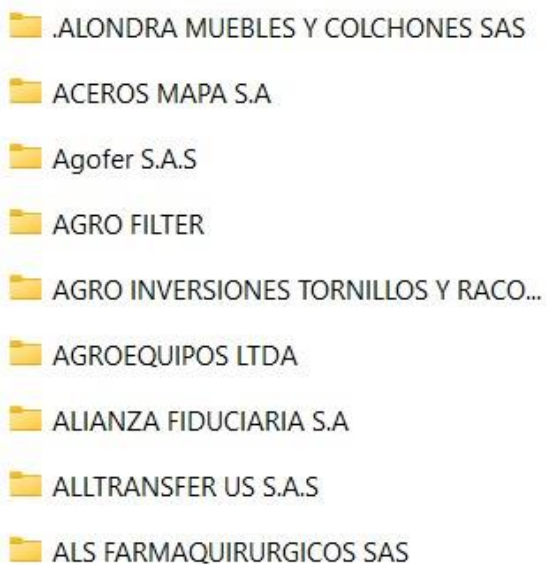 .ALONDRA MUEBLES Y COLCHONES SAS
ACEROS MAPA S.A
Agofer S.A.S
AGRO FILTER
AGRO INVERSIONES TORNILLOS Y RACO...
AGROEQUIPOS LTDA
ALIANZA FIDUCIARIA S.A
ALLTRANSFER US S.A.S
ALS FARMAQUIRURGICOS SAS